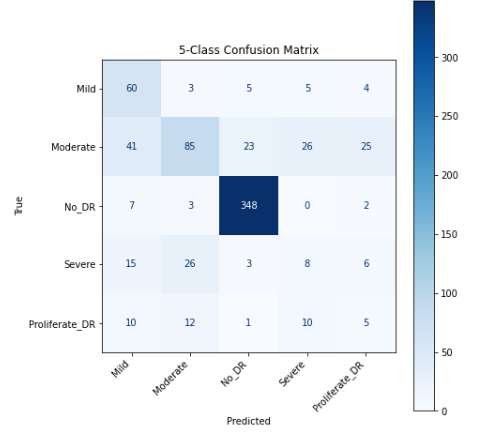 5-Class Confusion Matrix
Mild 60 3 5 5 4
Moderate 41 85 23 26 25
No_DR 7 3 348 0 2
Severe 15 26 3 8 6
Proliferate_DR 10 12 1 10 5
Mild Moderate No_DR Severe Proliferate_DR
True
Predicted
300
250
200
150
100
50
0